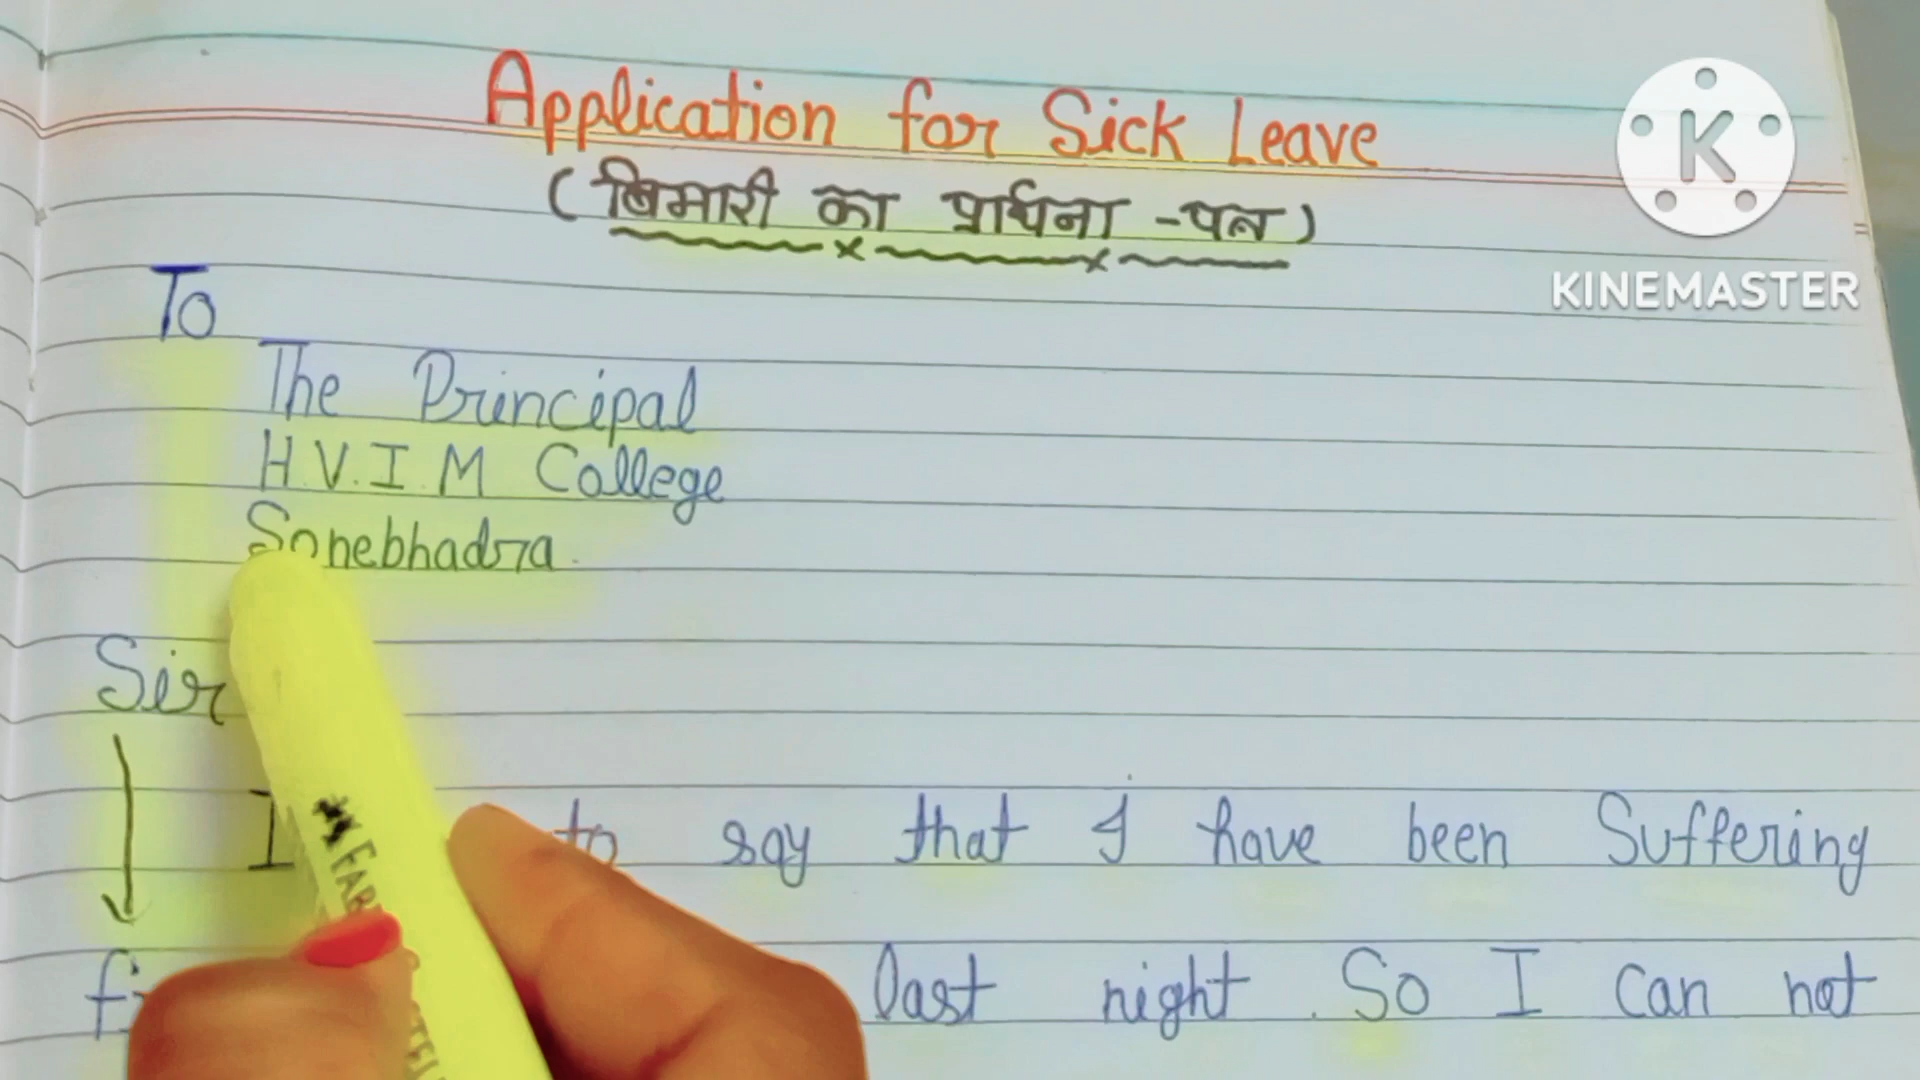 Application for Sick Leave
(बिमारी का प्रार्थना-पत्र)
To
The Principal
H.V.I.M College
Sonebhadra.
Sir
I to say that I have been Suffering
last night. So I can not
K
KINEMASTER